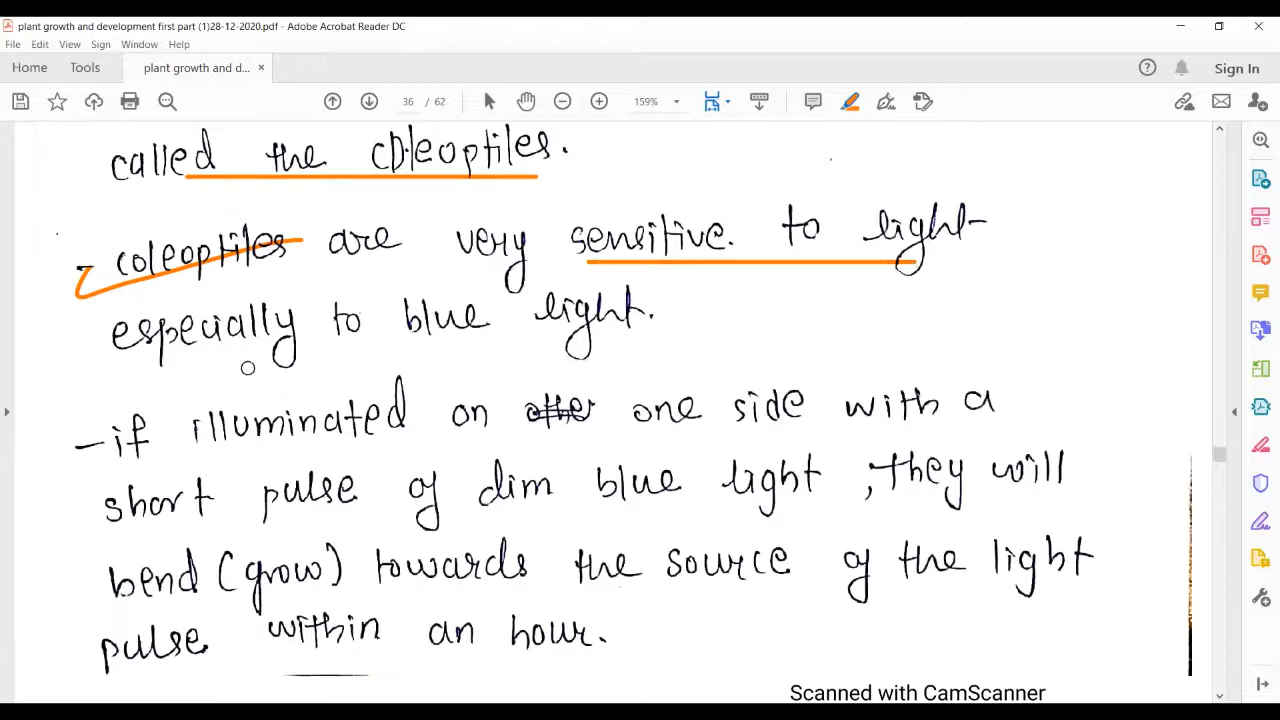 plant growth and development first part (1)28-12-2020.pdf - Adobe Acrobat Reader DC
File Edit View Sign Window Help
Home Tools plant growth and d... × Sign In
36 / 62 159%
called the coleoptiles.
- coleoptiles are very sensitive. to light
especially to blue light.
- if illuminated on other one side with a
short pulse of dim blue light, they will
bend (grow) towards the source of the light
pulse within an hour.
Scanned with CamScanner